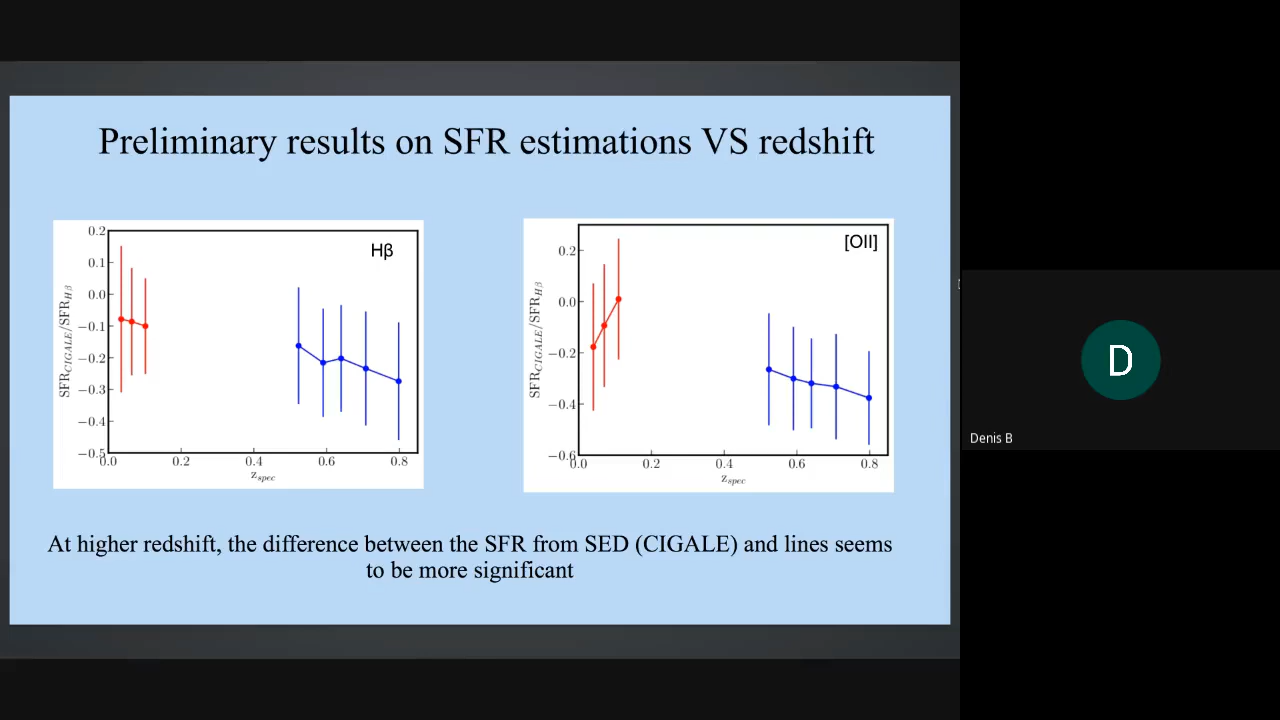 Preliminary results on SFR estimations VS redshift
Hβ
0.2
0.1
0.0
−0.1
−0.2
−0.3
−0.4
−0.5
0.0 0.2 0.4 0.6 0.8
z_spec
SFR_CIGALE/SFR_Hβ
[OII]
0.2
0.0
−0.2
−0.4
−0.6
0.0 0.2 0.4 0.6 0.8
z_spec
SFR_CIGALE/SFR_Hβ
At higher redshift, the difference between the SFR from SED (CIGALE) and lines seems
to be more significant
D
Denis B